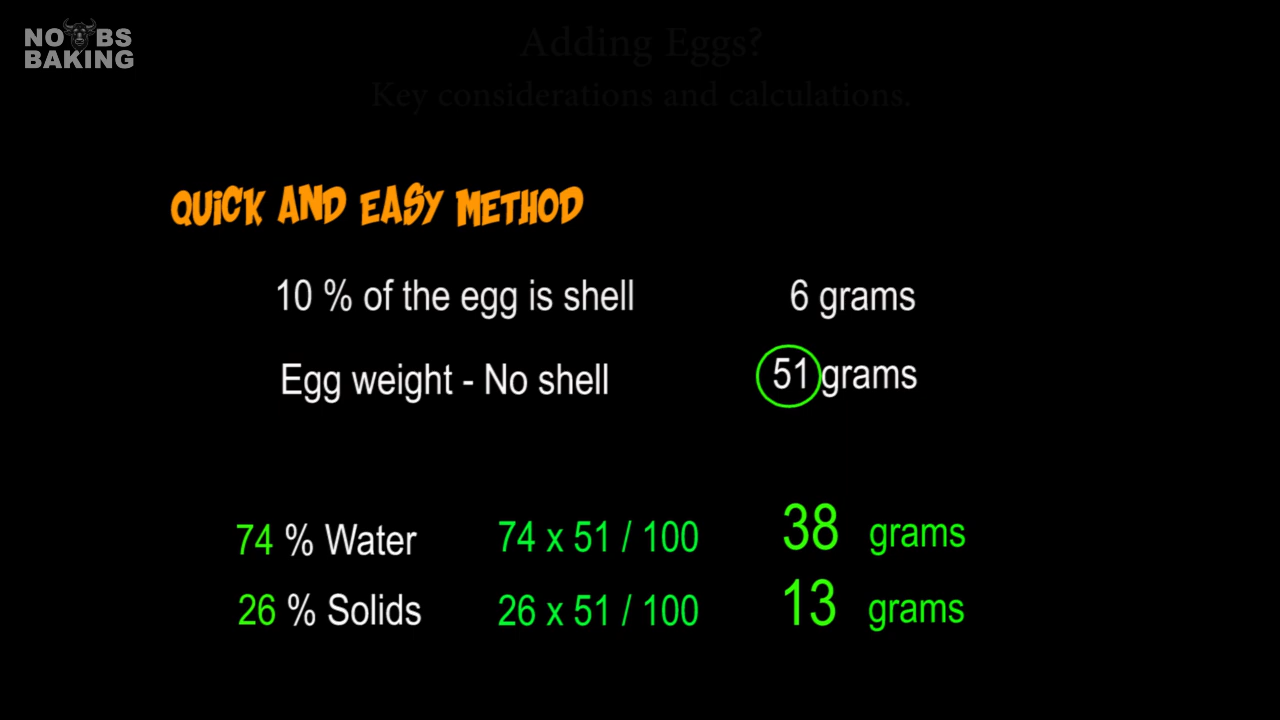 NO BS
BAKING
Adding Eggs?
Key considerations and calculations.
QUICK AND EASY METHOD
10 % of the egg is shell 6 grams
Egg weight - No shell 51 grams
74 % Water 74 x 51 / 100 38 grams
26 % Solids 26 x 51 / 100 13 grams